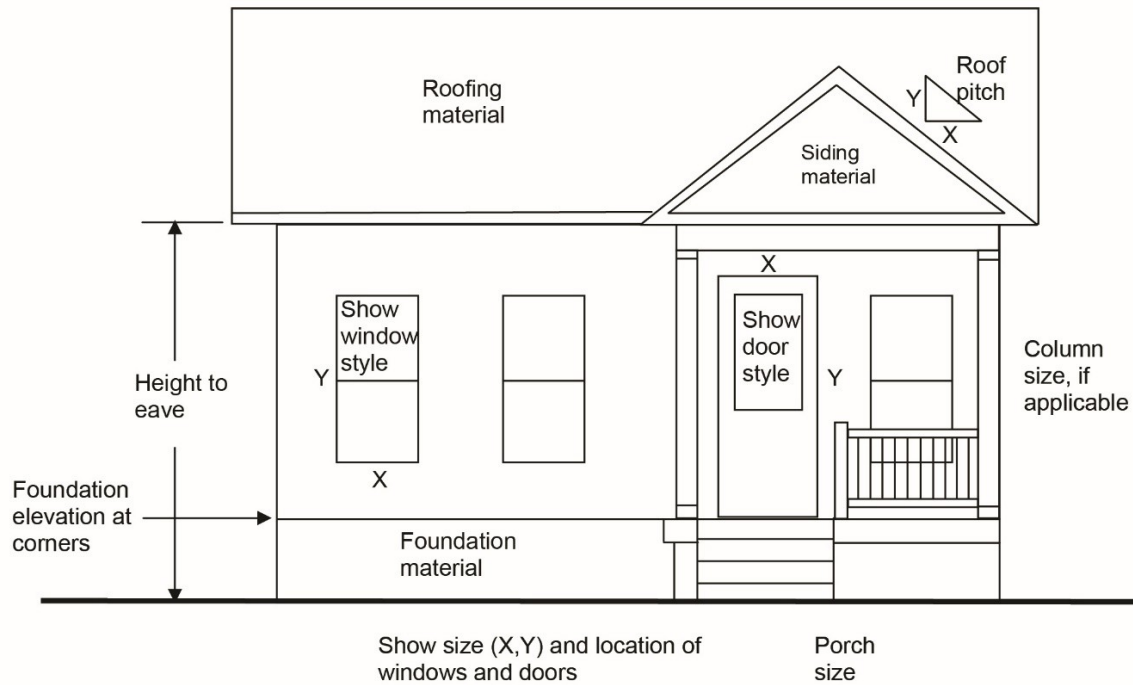 Roofing
material
Roof
pitch
Y
X
Siding
material
X
Show
window
style
Y
X
Show
door
style
Y
Height to
eave
Column
size, if
applicable
Foundation
elevation at
corners
Foundation
material
Show size (X,Y) and location of
windows and doors
Porch
size